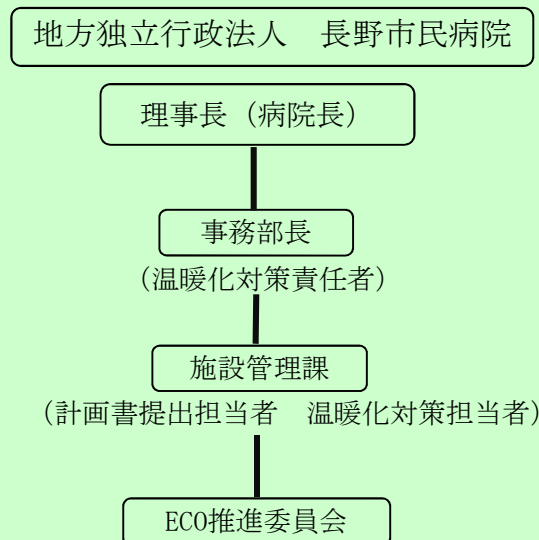 地方独立行政法人　長野市民病院
理事長（病院長）
事務部長
（温暖化対策責任者）
施設管理課
（計画書提出担当者　温暖化対策担当者）
ECO推進委員会